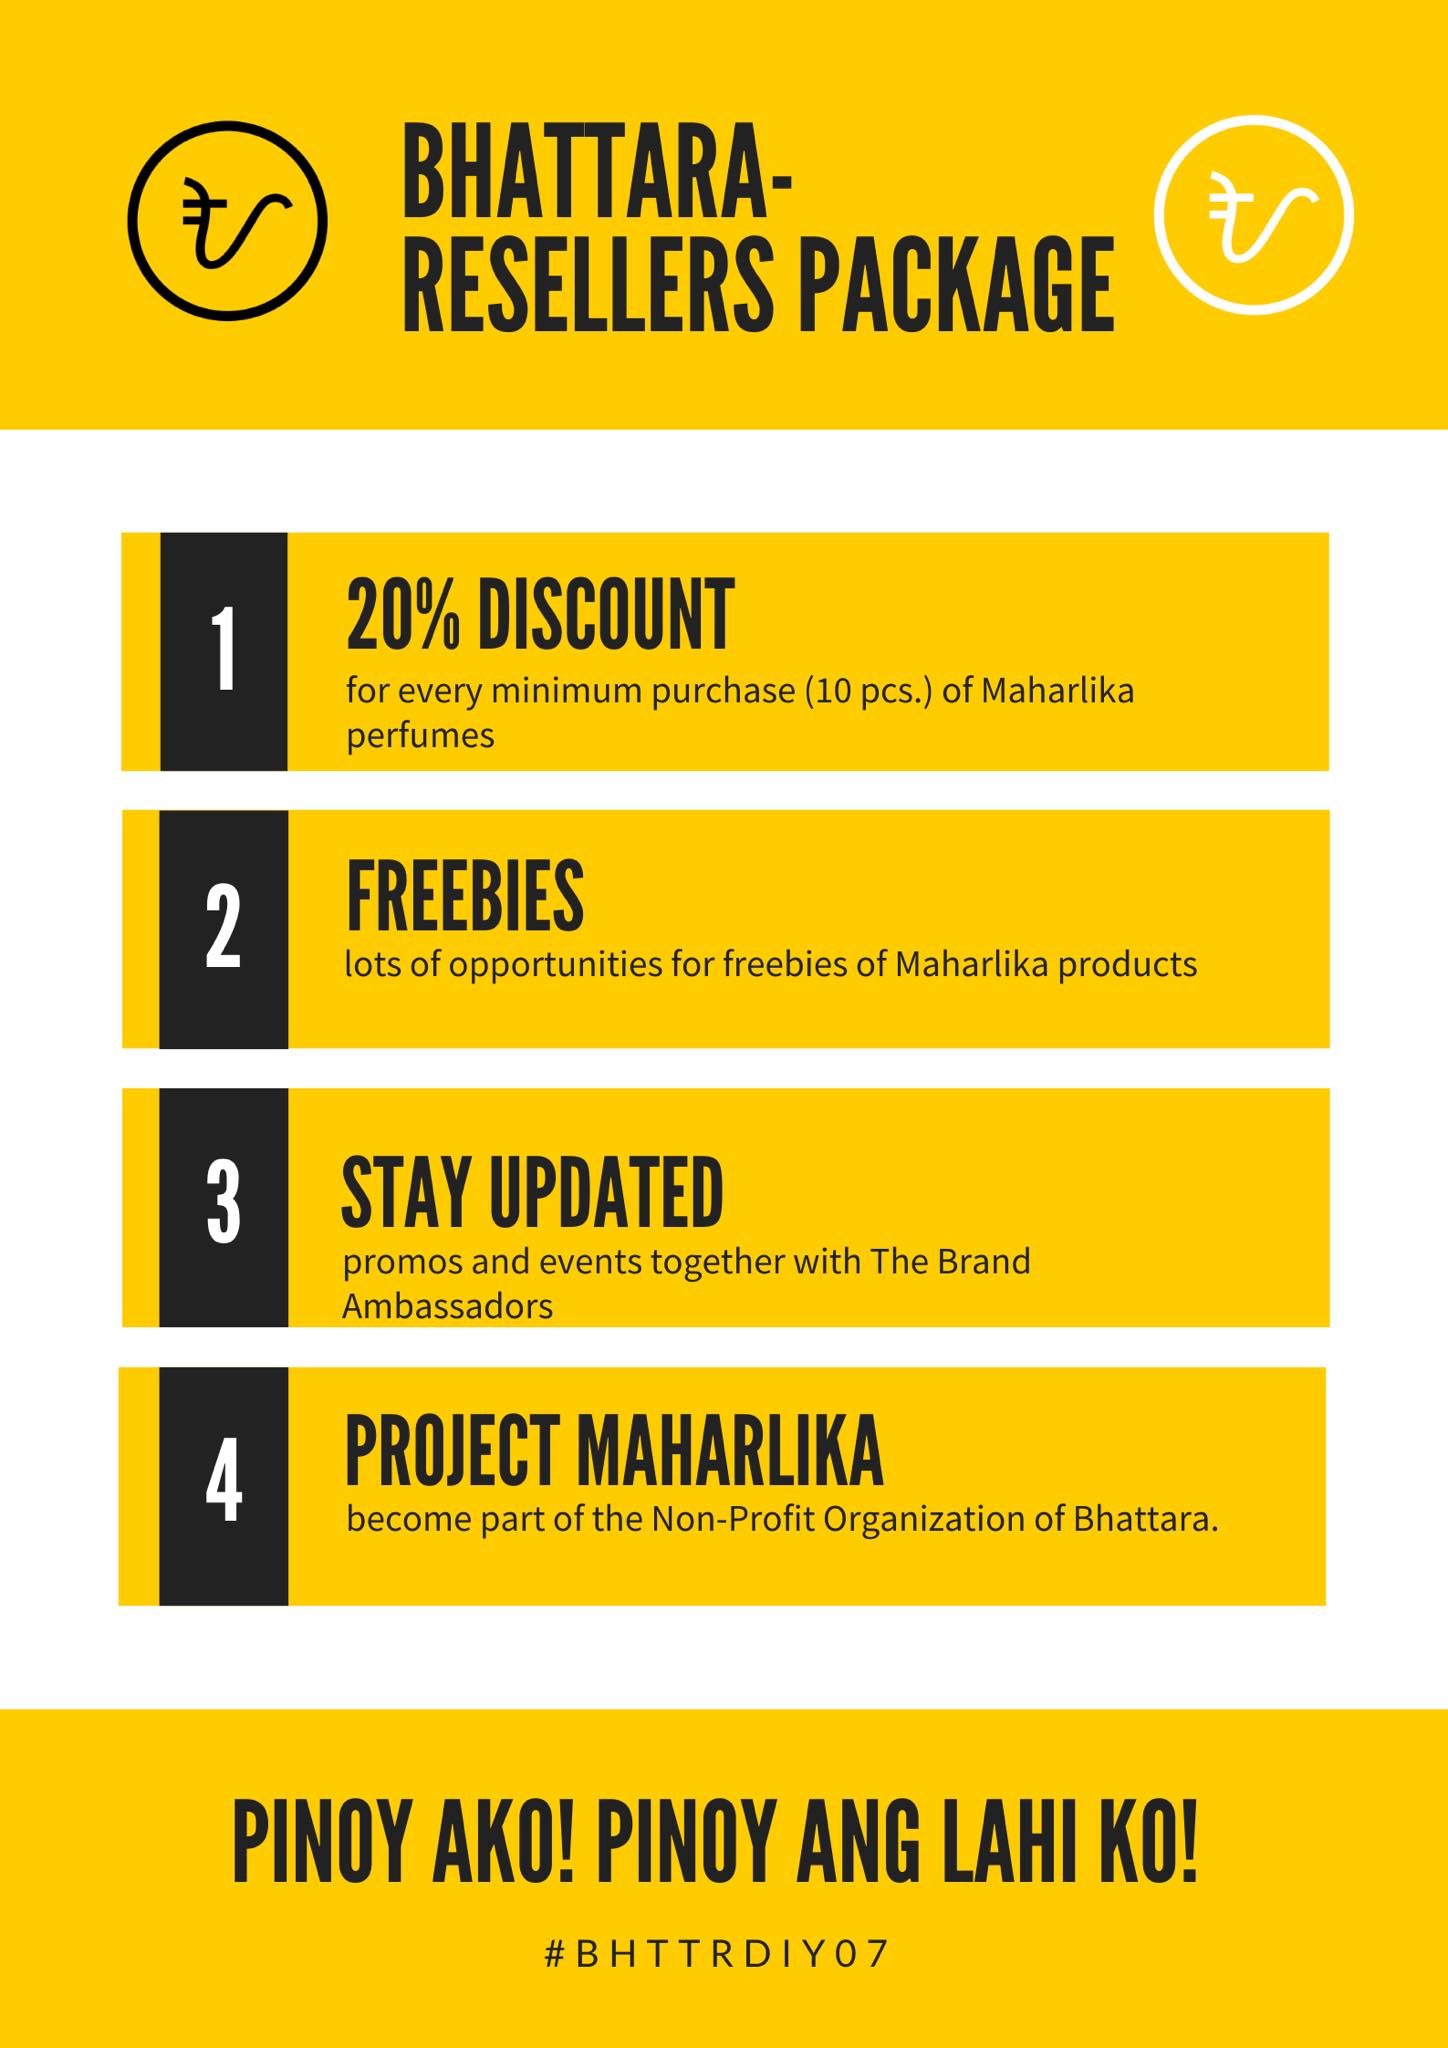 BHATTARA-
RESELLERS PACKAGE
1
20% DISCOUNT
for every minimum purchase (10 pcs.) of Maharlika
perfumes
2
FREEBIES
lots of opportunities for freebies of Maharlika products
3
STAY UPDATED
promos and events together with The Brand
Ambassadors
4
PROJECT MAHARLIKA
become part of the Non-Profit Organization of Bhattara.
PINOY AKO! PINOY ANG LAHI KO!
#BHTTRDIY07